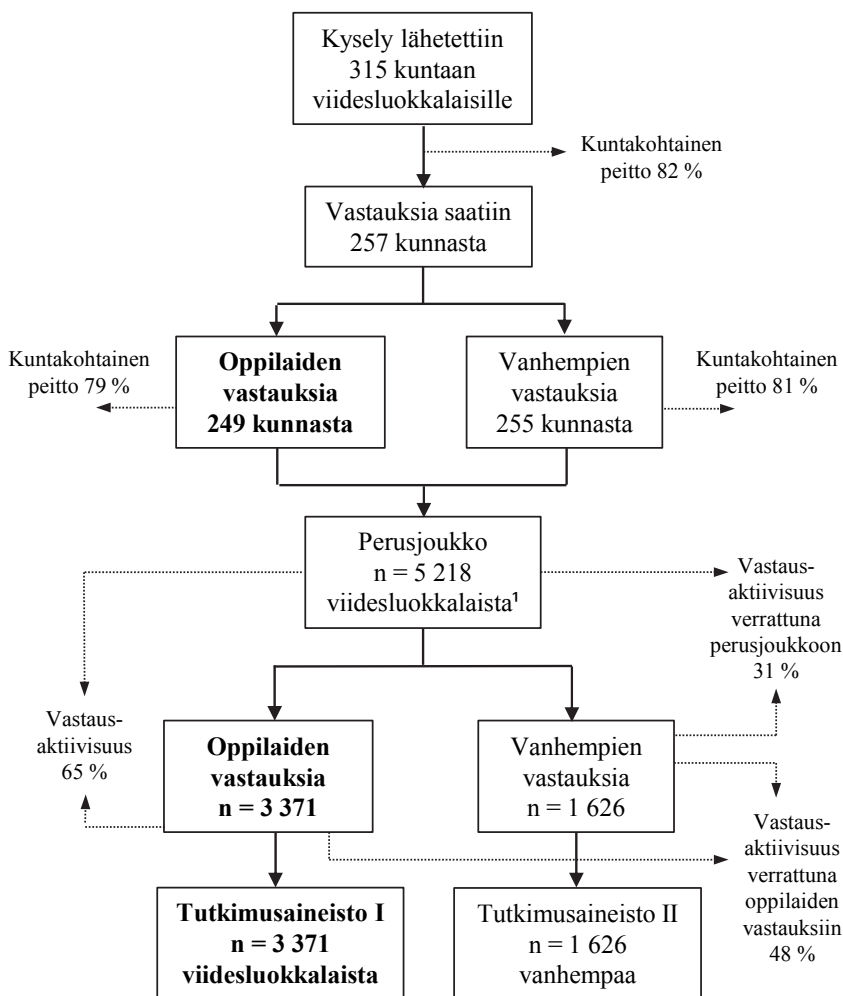 Kysely lähetettiin
315 kuntaan
viidesluokkalaisille
Kuntakohtainen
peitto 82 %
Vastauksia saatiin
257 kunnasta
Kuntakohtainen
peitto 79 %
Oppilaiden
vastauksia
249 kunnasta
Vanhempien
vastauksia
255 kunnasta
Kuntakohtainen
peitto 81 %
Perusjoukko
n = 5 218
viidesluokkalaista¹
Vastaus-
aktiivisuus
verrattuna
perusjoukkoon
31 %
Vastaus-
aktiivisuus
65 %
Oppilaiden
vastauksia
n = 3 371
Vanhempien
vastauksia
n = 1 626
Vastaus-
aktiivisuus
verrattuna
oppilaiden
vastauksiin
48 %
Tutkimusaineisto I
n = 3 371
viidesluokkalaista
Tutkimusaineisto II
n = 1 626
vanhempaa